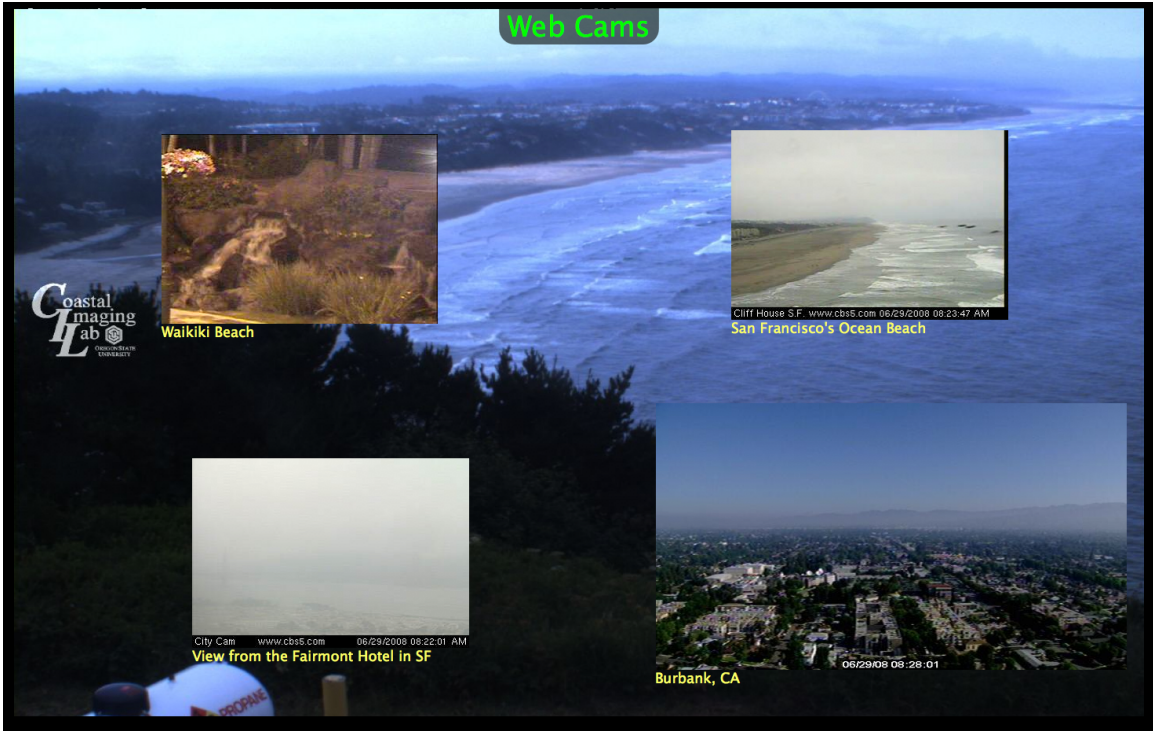 Web Cams
Waikiki Beach
Cliff House S.F. www.cbs5.com 06/29/2008 08:23:47 AM
San Francisco's Ocean Beach
Coastal
Imaging
Lab
OREGON STATE
UNIVERSITY
City Cam www.cbs5.com 06/29/2008 08:22:01 AM
View from the Fairmont Hotel in SF
06/29/08 08:28:01
Burbank, CA
PROPANE